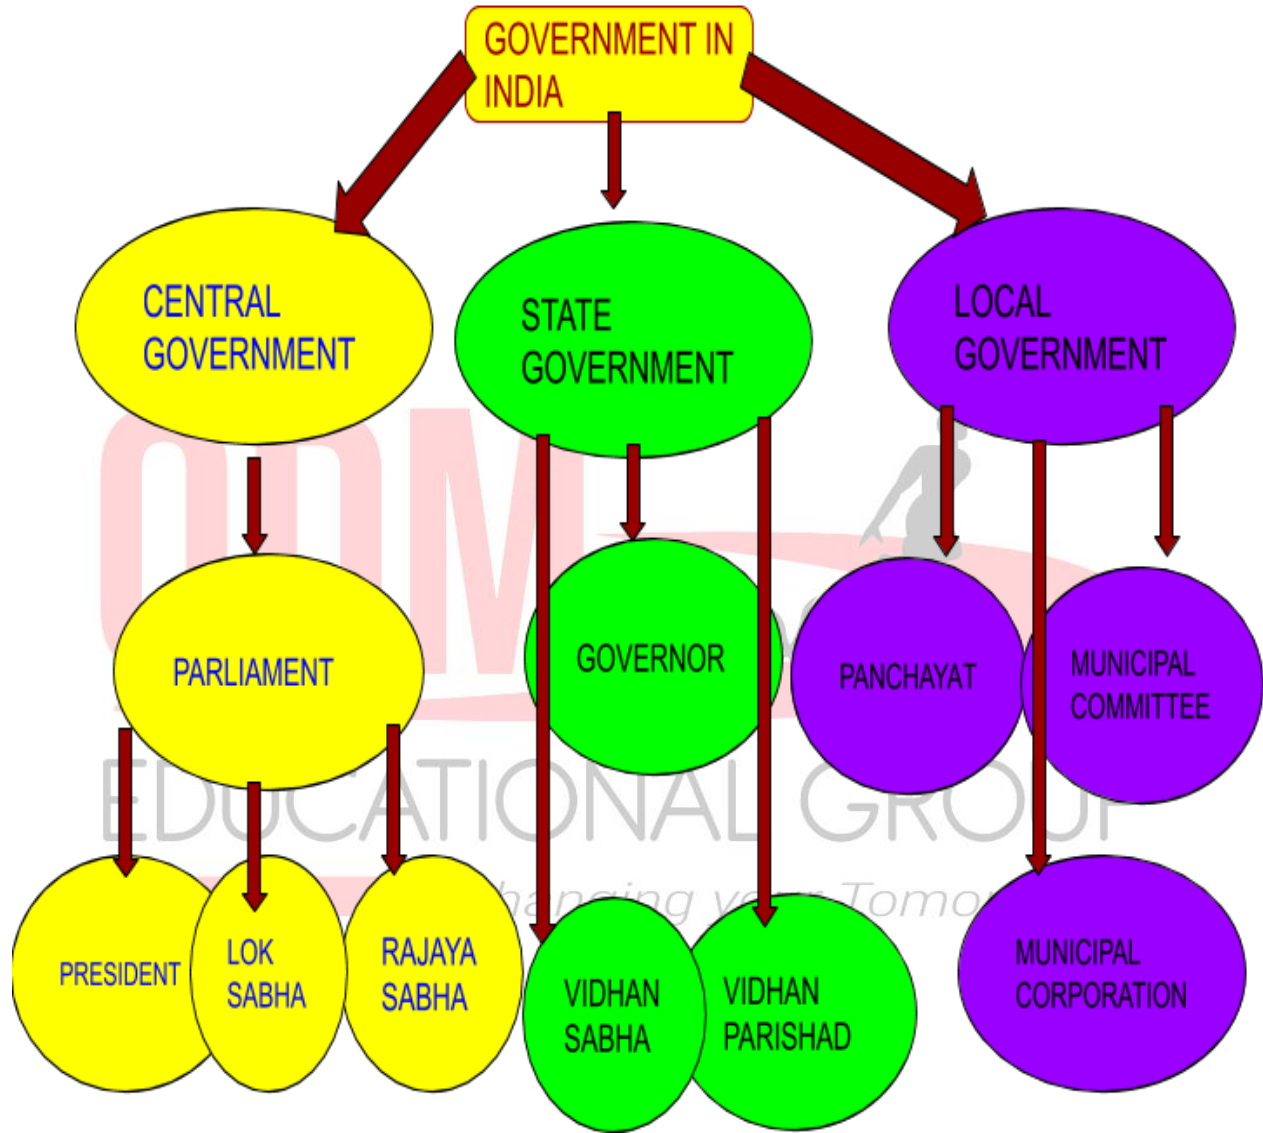 GOVERNMENT IN
INDIA
CENTRAL
GOVERNMENT
STATE
GOVERNMENT
LOCAL
GOVERNMENT
PARLIAMENT
GOVERNOR
PANCHAYAT
MUNICIPAL
COMMITTEE
EDUCATIONAL GROUP
PRESIDENT
LOK
SABHA
RAJAYA
SABHA
VIDHAN
SABHA
VIDHAN
PARISHAD
MUNICIPAL
CORPORATION